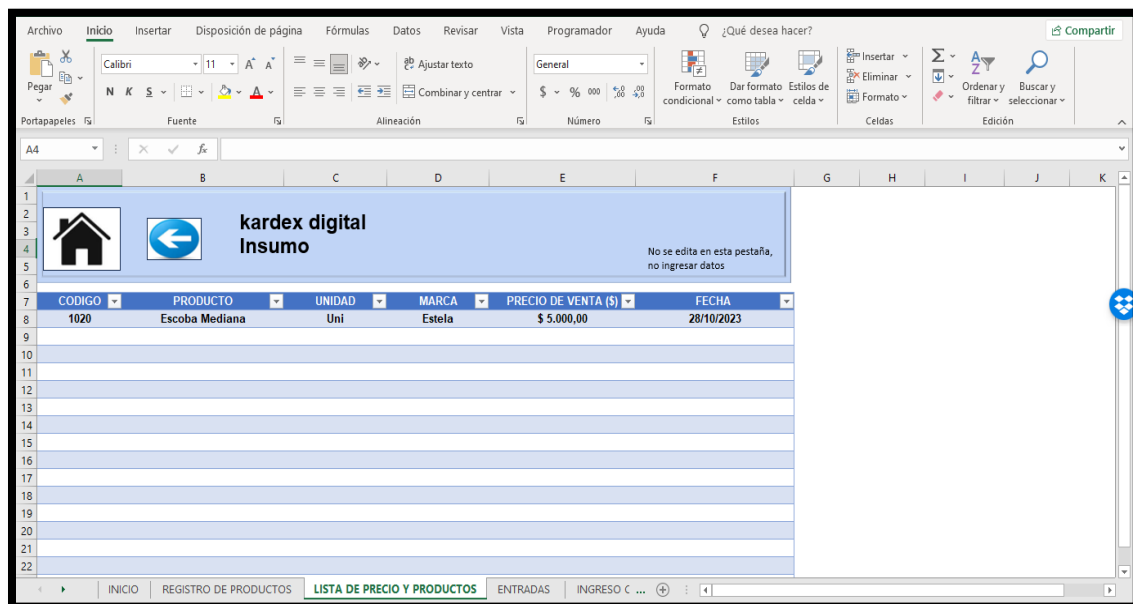 Archivo Inicio Insertar Disposición de página Fórmulas Datos Revisar Vista Programador Ayuda ¿Qué desea hacer? Compartir
Pegar
Calibri 11 A A
N K S A
ab Ajustar texto
Combinar y centrar
General
$ % 000
Formato condicional
Dar formato como tabla
Estilos de celda
Insertar
Eliminar
Formato
Ordenar y filtrar
Buscar y seleccionar
Portapapeles Fuente Alineación Número Estilos Celdas Edición
A4 fx
A B C D E F G H I J K
1
2
3
4
5
6
kardex digital
Insumo
No se edita en esta pestaña,
no ingresar datos
7 CODIGO PRODUCTO UNIDAD MARCA PRECIO DE VENTA ($) FECHA
8 1020 Escoba Mediana Uni Estela $ 5.000,00 28/10/2023
9
10
11
12
13
14
15
16
17
18
19
20
21
22
INICIO REGISTRO DE PRODUCTOS LISTA DE PRECIO Y PRODUCTOS ENTRADAS INGRESO C ...